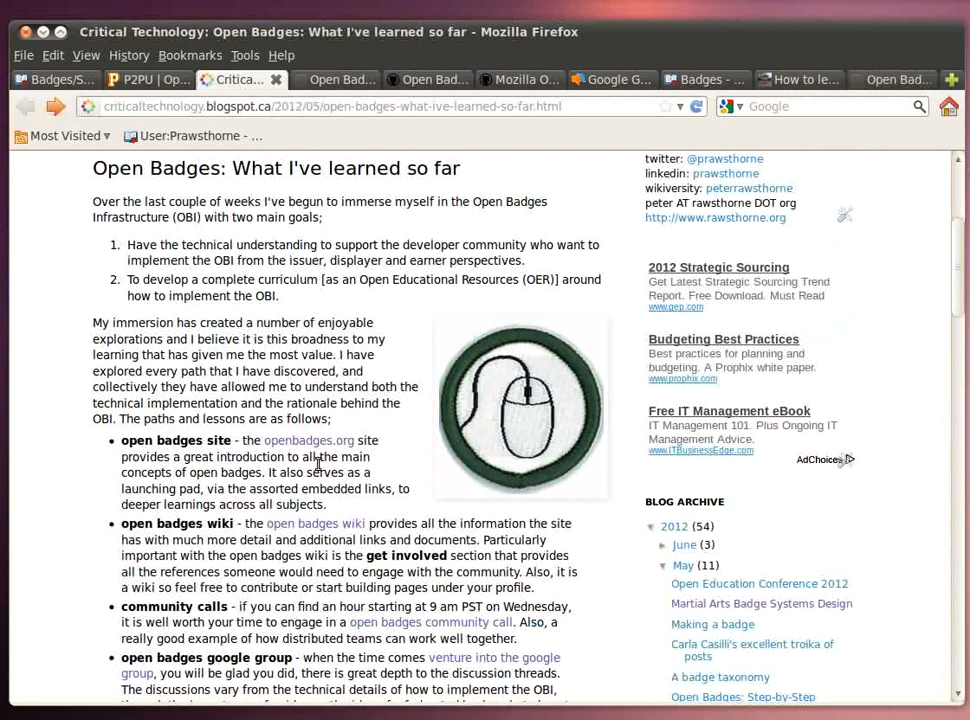 Critical Technology: Open Badges: What I've learned so far - Mozilla Firefox
File Edit View History Bookmarks Tools Help
Badges/S... P2PU | Op... Critica... Open Bad... Open Bad... Mozilla O... Google G... Badges - ... How to le... Open Bad...
criticaltechnology.blogspot.ca/2012/05/open-badges-what-ive-learned-so-far.html Google
Most Visited User:Prawsthorne - ...
Open Badges: What I've learned so far
Over the last couple of weeks I've begun to immerse myself in the Open Badges
Infrastructure (OBI) with two main goals;
1. Have the technical understanding to support the developer community who want to
implement the OBI from the issuer, displayer and earner perspectives.
2. To develop a complete curriculum [as an Open Educational Resources (OER)] around
how to implement the OBI.
My immersion has created a number of enjoyable
explorations and I believe it is this broadness to my
learning that has given me the most value. I have
explored every path that I have discovered, and
collectively they have allowed me to understand both the
technical implementation and the rationale behind the
OBI. The paths and lessons are as follows;
• open badges site - the openbadges.org site
provides a great introduction to all the main
concepts of open badges. It also serves as a
launching pad, via the assorted embedded links, to
deeper learnings across all subjects.
• open badges wiki - the open badges wiki provides all the information the site
has with much more detail and additional links and documents. Particularly
important with the open badges wiki is the get involved section that provides
all the references someone would need to engage with the community. Also, it is
a wiki so feel free to contribute or start building pages under your profile.
• community calls - if you can find an hour starting at 9 am PST on Wednesday,
it is well worth your time to engage in a open badges community call. Also, a
really good example of how distributed teams can work well together.
• open badges google group - when the time comes venture into the google
group, you will be glad you did, there is great depth to the discussion threads.
The discussions vary from the technical details of how to implement the OBI,
twitter: @prawsthorne
linkedin: prawsthorne
wikiversity: peterrawsthorne
peter AT rawsthorne DOT org
http://www.rawsthorne.org
2012 Strategic Sourcing
Get Latest Strategic Sourcing Trend
Report. Free Download. Must Read
www.gep.com
Budgeting Best Practices
Best practices for planning and
budgeting. A Prophix white paper.
www.prophix.com
Free IT Management eBook
IT Management 101. Plus Ongoing IT
Management Advice.
www.ITBusinessEdge.com
AdChoices
BLOG ARCHIVE
▼ 2012 (54)
► June (3)
▼ May (11)
Open Education Conference 2012
Martial Arts Badge Systems Design
Making a badge
Carla Casilli's excellent troika of
posts
A badge taxonomy
Open Badges: Step-by-Step